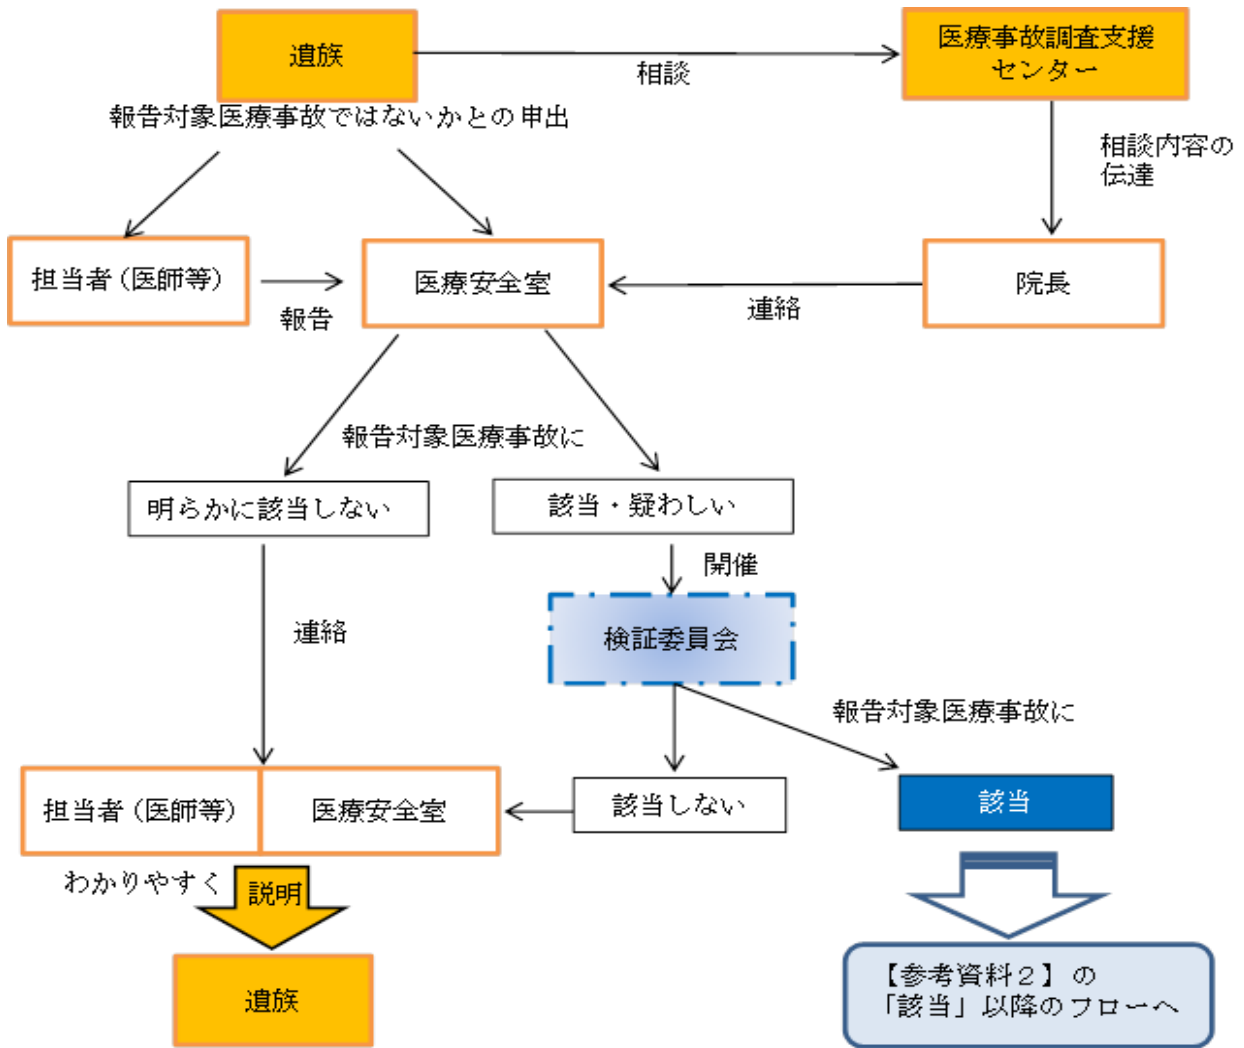 遺族
医療事故調査支援
センター
相談
報告対象医療事故ではないかとの申出
相談内容の
伝達
担当者（医師等）
医療安全室
院長
報告
連絡
報告対象医療事故に
明らかに該当しない
該当・疑わしい
開催
連絡
検証委員会
報告対象医療事故に
担当者（医師等）
医療安全室
該当しない
該当
わかりやすく
説明
遺族
【参考資料２】の
「該当」以降のフローへ